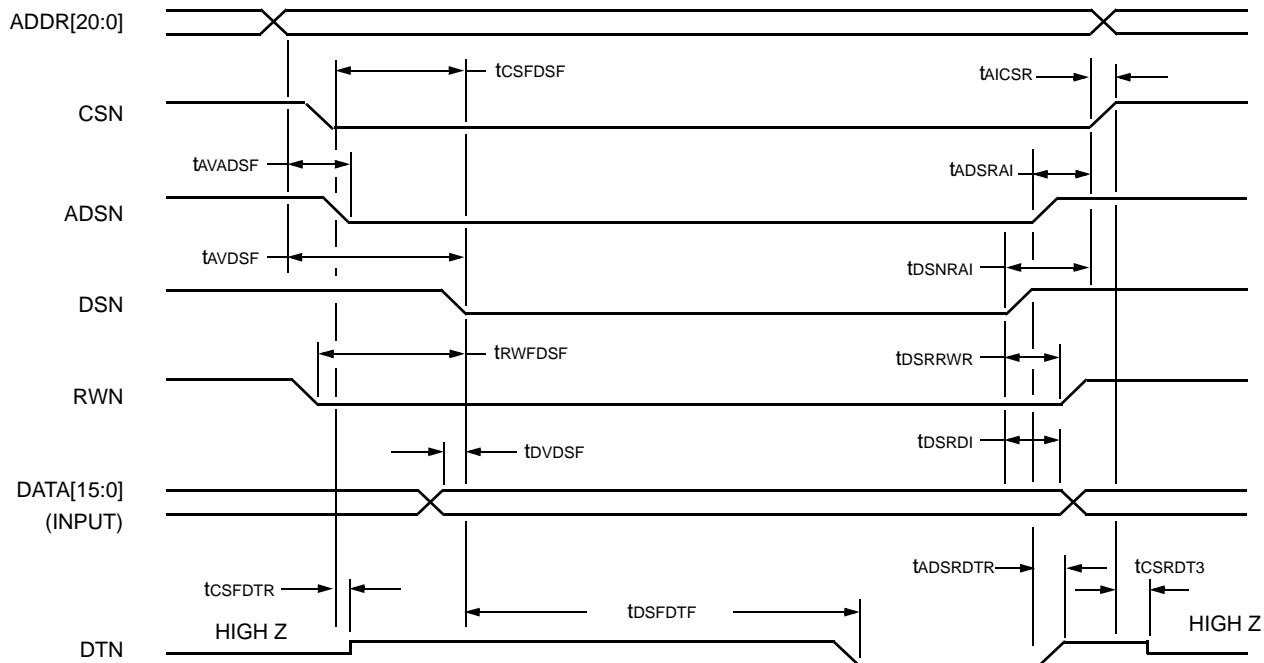 ADDR[20:0]
tCSFDSF
tAICSR
CSN
tAVADSF
tADSRAI
ADSN
tAVDSF
tDSNRAI
DSN
tRWFDSF
tDSRRWR
RWN
tDVDSF
tDSRDI
DATA[15:0]
(INPUT)
tADSRDTR
tCSRDT3
tCSFDTR
tDSFDTF
HIGH Z
HIGH Z
DTN